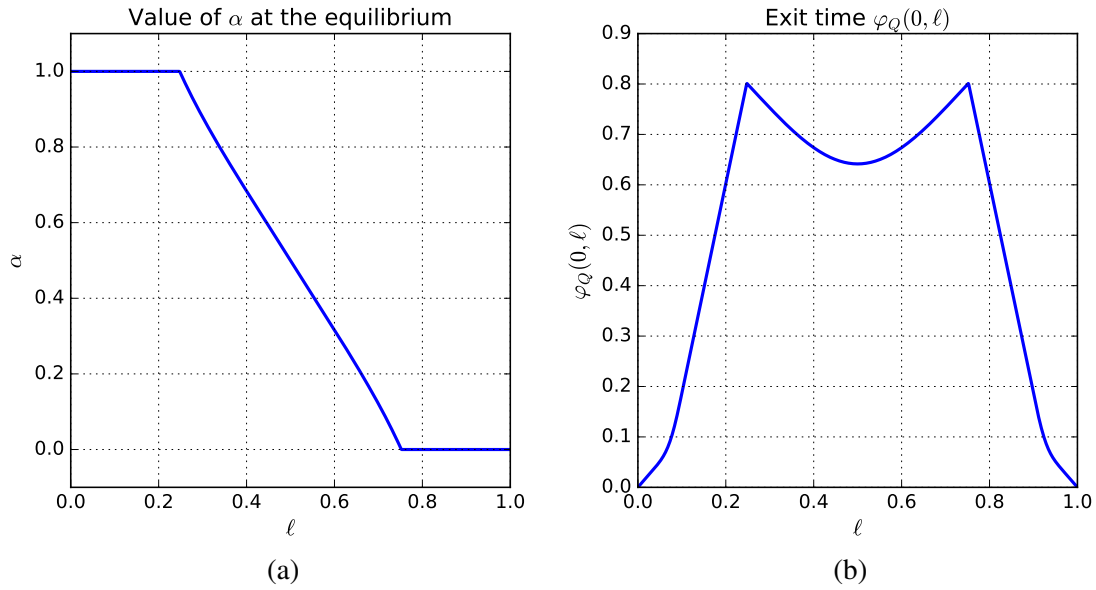 Value of α at the equilibrium
1.0
0.8
0.6
0.4
0.2
0.0
α
0.0 0.2 0.4 0.6 0.8 1.0
ℓ
(a)
Exit time φ_Q(0, ℓ)
0.9
0.8
0.7
0.6
0.5
0.4
0.3
0.2
0.1
0.0
φ_Q(0, ℓ)
0.0 0.2 0.4 0.6 0.8 1.0
ℓ
(b)